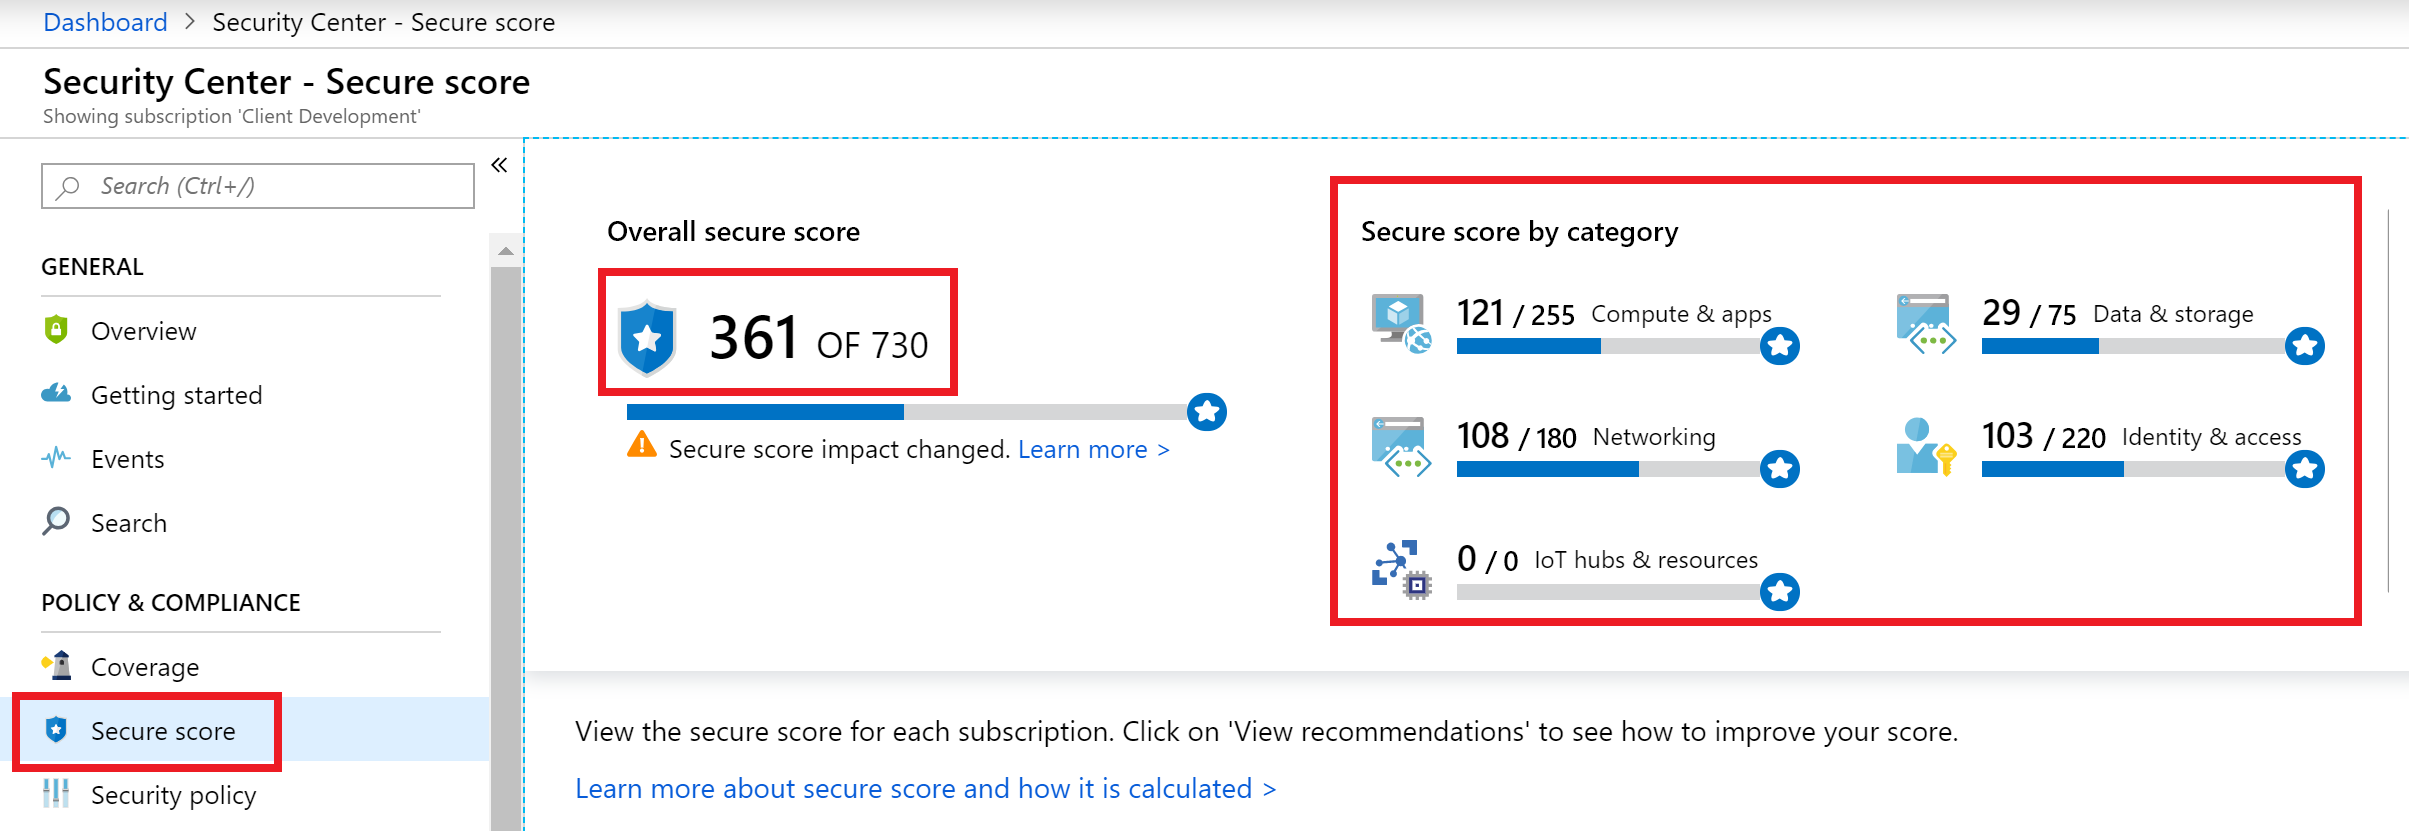 Dashboard > Security Center - Secure score
Security Center - Secure score
Showing subscription 'Client Development'
Search (Ctrl+/)
«
GENERAL
Overview
Getting started
Events
Search
POLICY & COMPLIANCE
Coverage
Secure score
Security policy
Overall secure score
361 OF 730
Secure score impact changed. Learn more >
Secure score by category
121 / 255 Compute & apps
29 / 75 Data & storage
108 / 180 Networking
103 / 220 Identity & access
0 / 0 IoT hubs & resources
View the secure score for each subscription. Click on 'View recommendations' to see how to improve your score.
Learn more about secure score and how it is calculated >